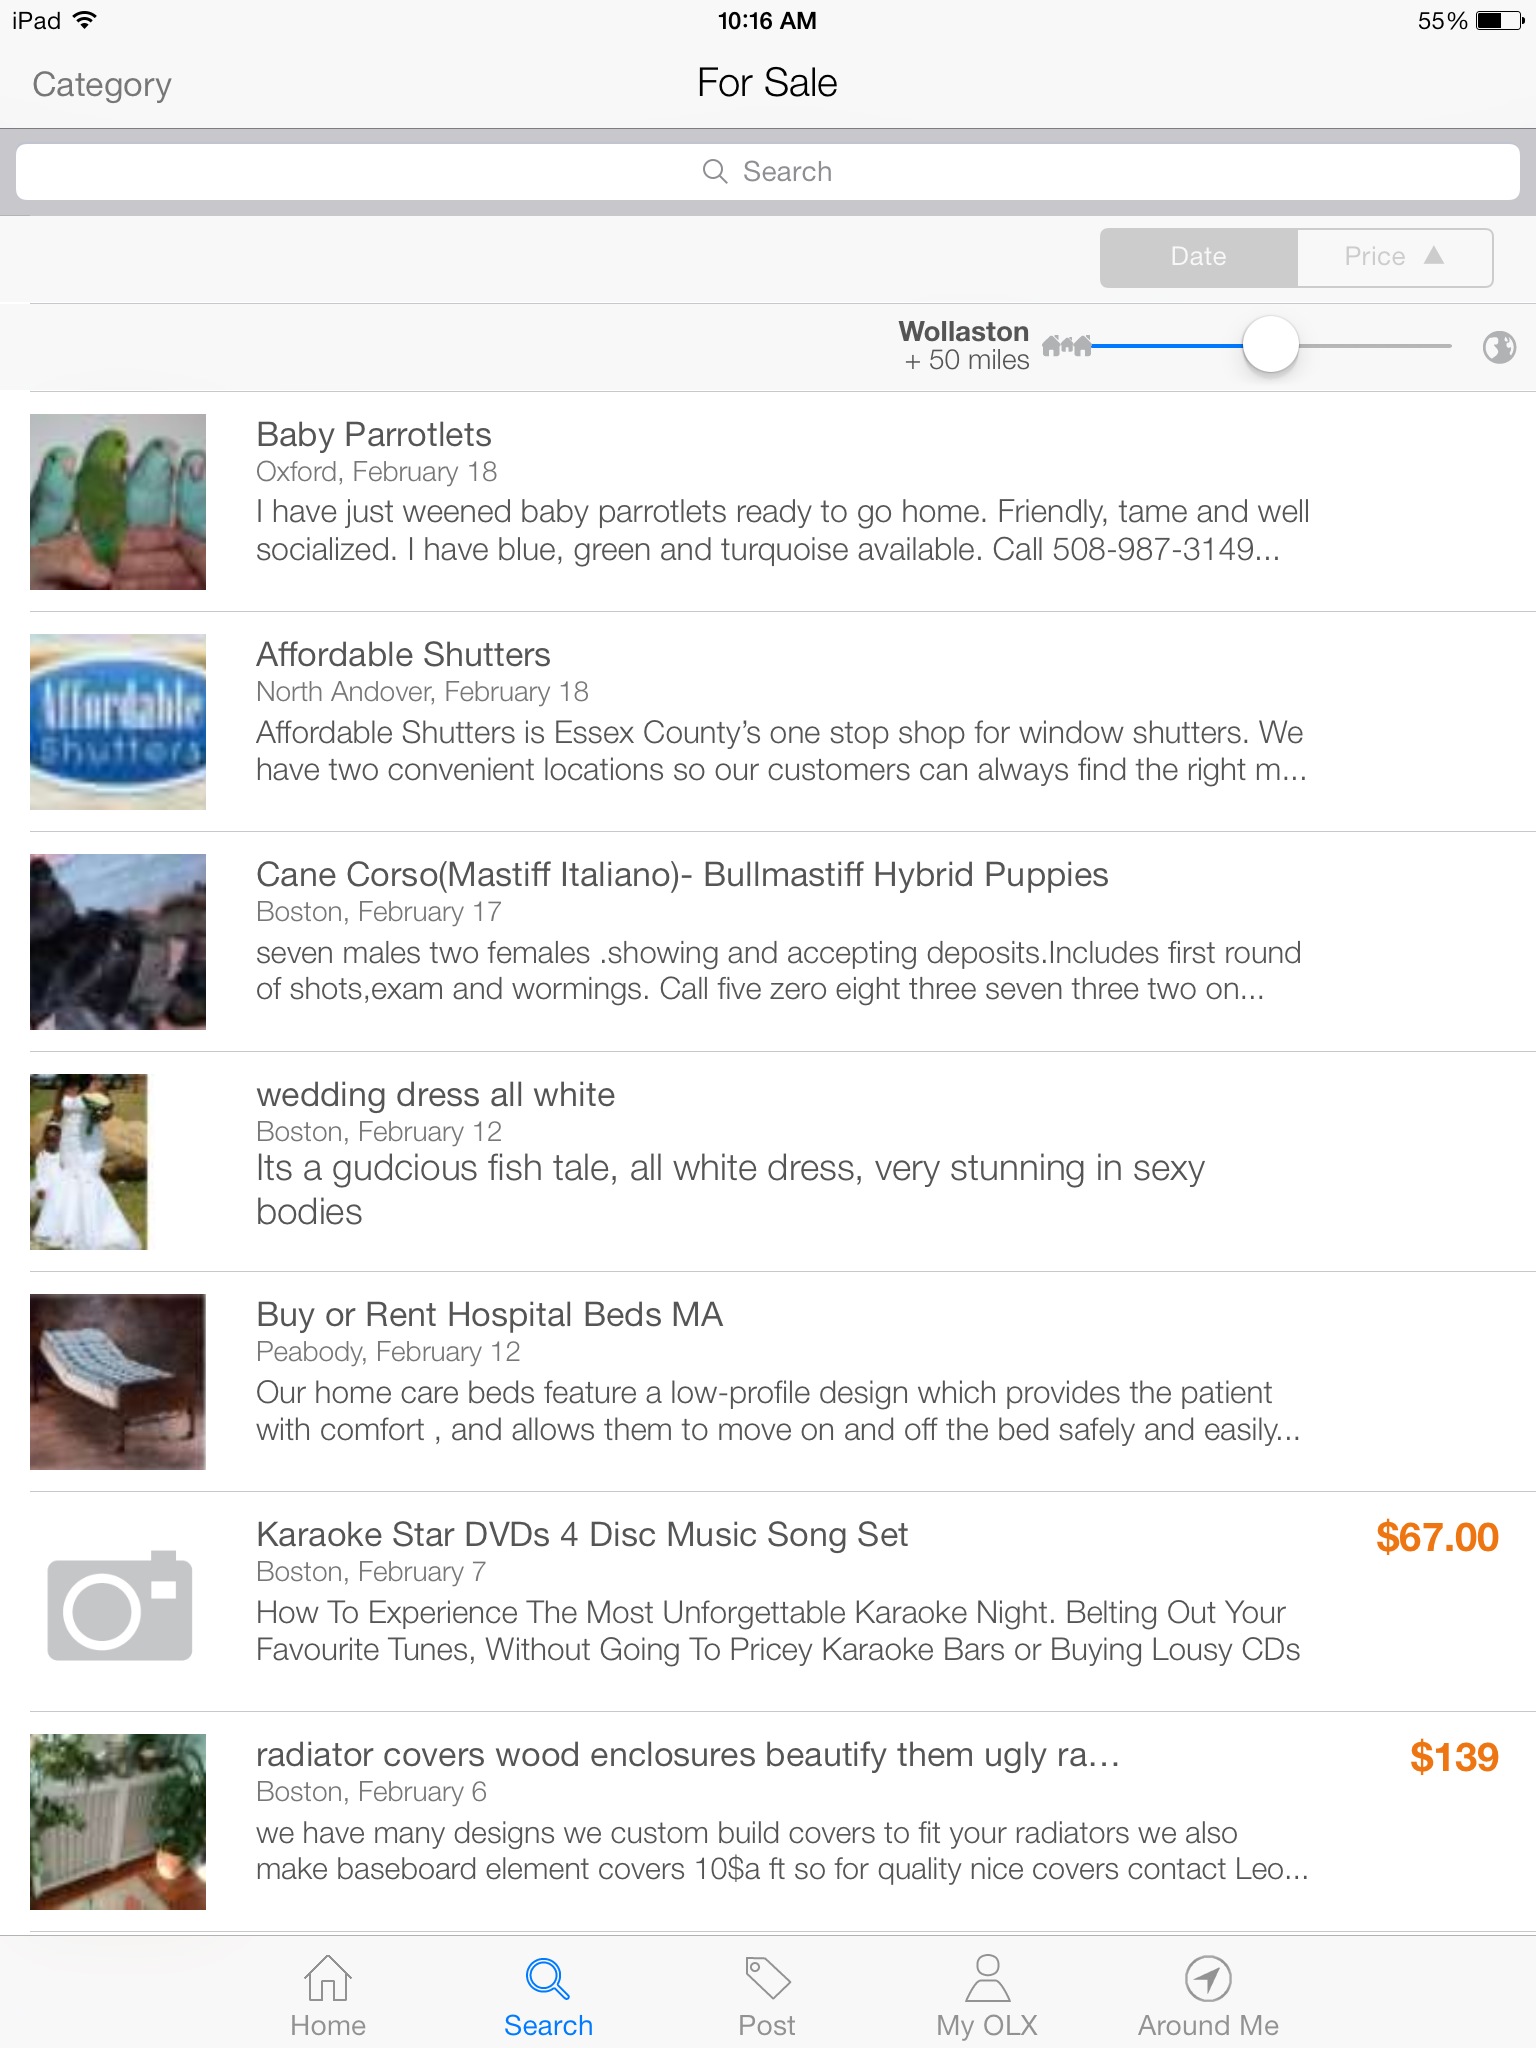 iPad
10:16 AM
55%
Category
For Sale
Search
Date
Price ▲
Wollaston
+ 50 miles
Baby Parrotlets
Oxford, February 18
I have just weened baby parrotlets ready to go home. Friendly, tame and well
socialized. I have blue, green and turquoise available. Call 508-987-3149...
Affordable
Shutters
Affordable Shutters
North Andover, February 18
Affordable Shutters is Essex County’s one stop shop for window shutters. We
have two convenient locations so our customers can always find the right m...
Cane Corso(Mastiff Italiano)- Bullmastiff Hybrid Puppies
Boston, February 17
seven males two females .showing and accepting deposits.Includes first round
of shots,exam and wormings. Call five zero eight three seven three two on...
wedding dress all white
Boston, February 12
Its a gudcious fish tale, all white dress, very stunning in sexy
bodies
Buy or Rent Hospital Beds MA
Peabody, February 12
Our home care beds feature a low-profile design which provides the patient
with comfort , and allows them to move on and off the bed safely and easily...
Karaoke Star DVDs 4 Disc Music Song Set
$67.00
Boston, February 7
How To Experience The Most Unforgettable Karaoke Night. Belting Out Your
Favourite Tunes, Without Going To Pricey Karaoke Bars or Buying Lousy CDs
radiator covers wood enclosures beautify them ugly ra...
$139
Boston, February 6
we have many designs we custom build covers to fit your radiators we also
make baseboard element covers 10$a ft so for quality nice covers contact Leo...
Home
Search
Post
My OLX
Around Me